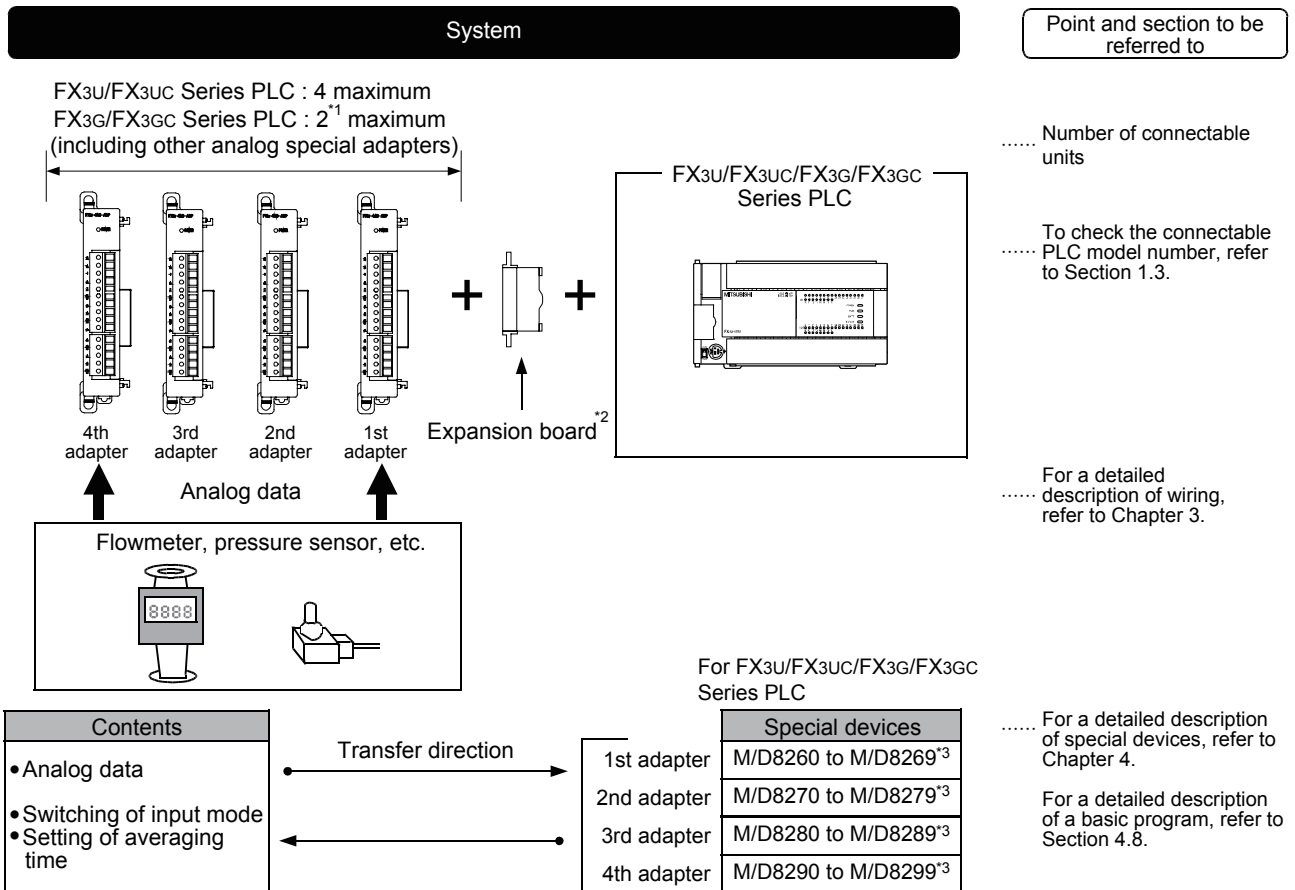 System
Point and section to be
referred to
FX3U/FX3UC Series PLC : 4 maximum
FX3G/FX3GC Series PLC : 2*1 maximum
(including other analog special adapters)
...... Number of connectable
units
FX3U/FX3UC/FX3G/FX3GC
Series PLC
To check the connectable
...... PLC model number, refer
to Section 1.3.
MITSUBISHI
+
+
4th
adapter
3rd
adapter
2nd
adapter
1st
adapter
Expansion board*2
Analog data
For a detailed
...... description of wiring,
refer to Chapter 3.
Flowmeter, pressure sensor, etc.
8888
For FX3U/FX3UC/FX3G/FX3GC
Series PLC
Contents
•Analog data
•Switching of input mode
•Setting of averaging
time
Transfer direction
Special devices
1st adapter M/D8260 to M/D8269*3
2nd adapter M/D8270 to M/D8279*3
3rd adapter M/D8280 to M/D8289*3
4th adapter M/D8290 to M/D8299*3
...... For a detailed description
of special devices, refer to
Chapter 4.
For a detailed description
of a basic program, refer to
Section 4.8.